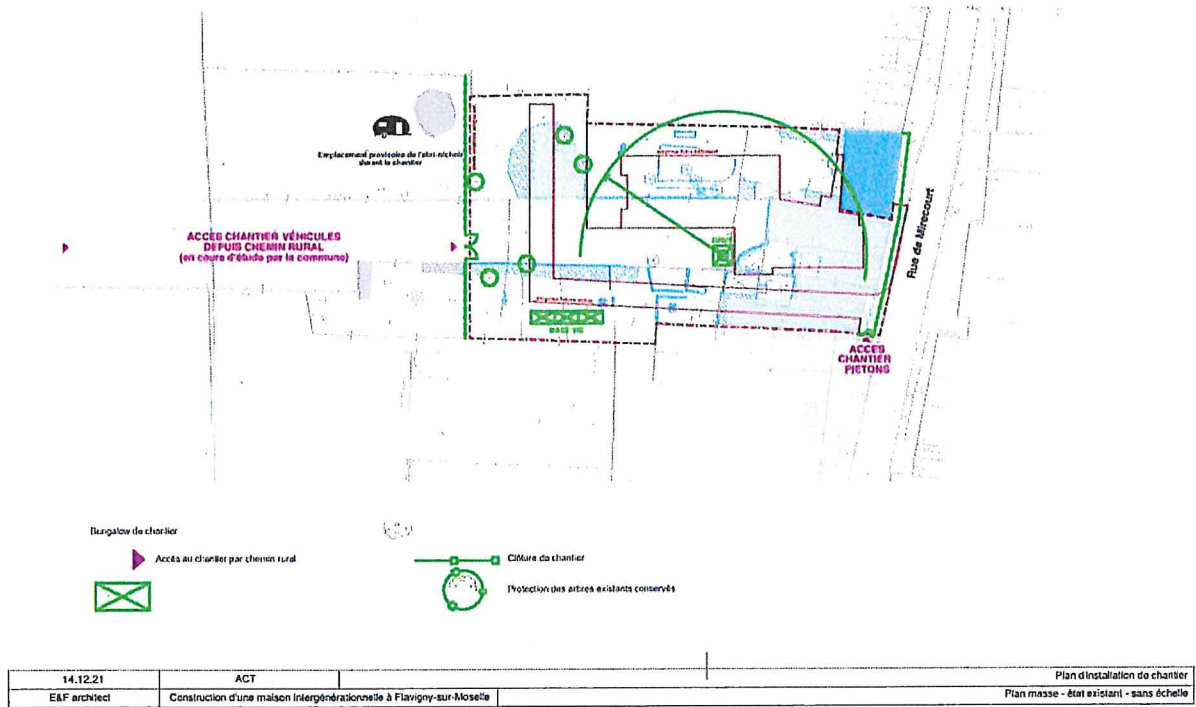 Emplacement provisoire de l'état-nichoir
durant le chantier
ACCES CHANTIER VÉHICULES
DEPUIS CHEMIN RURAL
(en cours d'étude par la commune)
Rue de Mirecourt
BASE VIE
ACCES
CHANTIER
PIETONS
Bungalow de chantier
Accès au chantier par chemin rural
Clôture de chantier
Protection des arbres existants conservés
14.12.21
ACT
Plan d'installation de chantier
E&F architect
Construction d'une maison intergénérationnelle à Flavigny-sur-Moselle
Plan masse - état existant - sans échelle